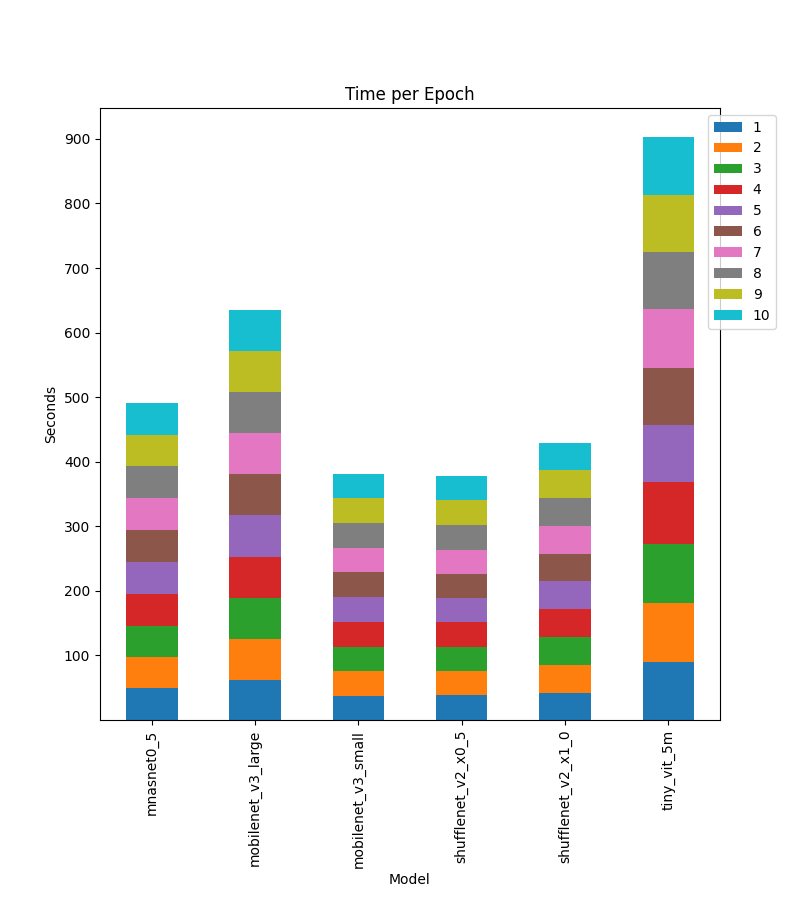 Time per Epoch
900
800
700
600
500
400
300
200
100
Seconds
1
2
3
4
5
6
7
8
9
10
mnasnet0_5
mobilenet_v3_large
mobilenet_v3_small
shufflenet_v2_x0_5
shufflenet_v2_x1_0
tiny_vit_5m
Model